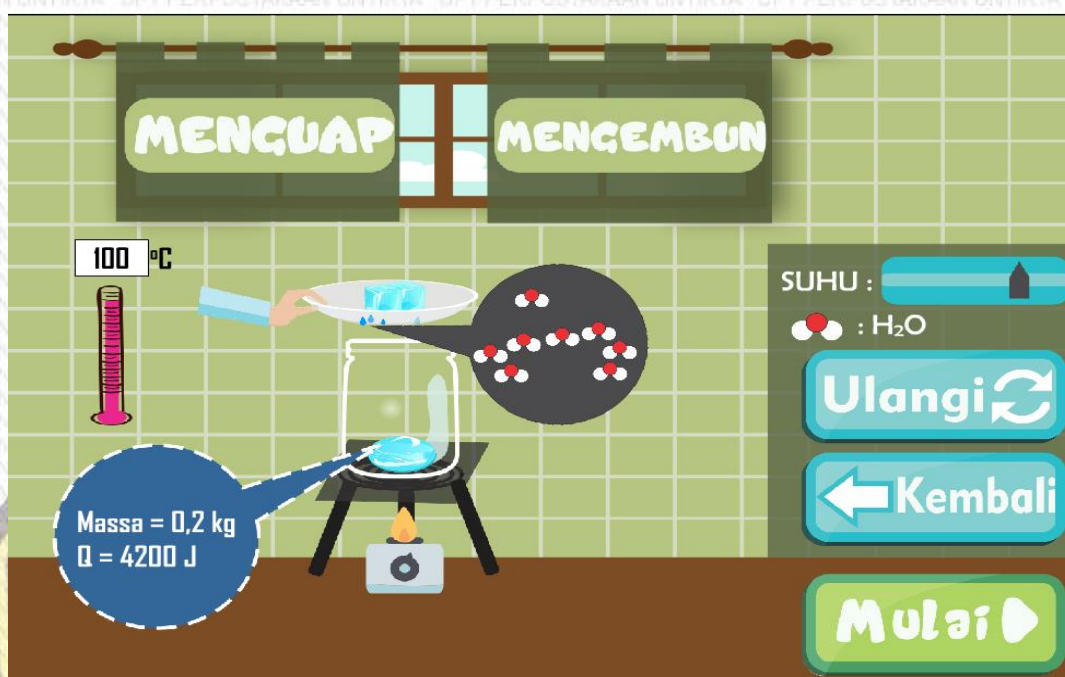 MENGUAP
MENGEMBUN
100 °C
SUHU :
: H₂O
Ulangi
Kembali
Massa = 0,2 kg
Q = 4200 J
Mulai